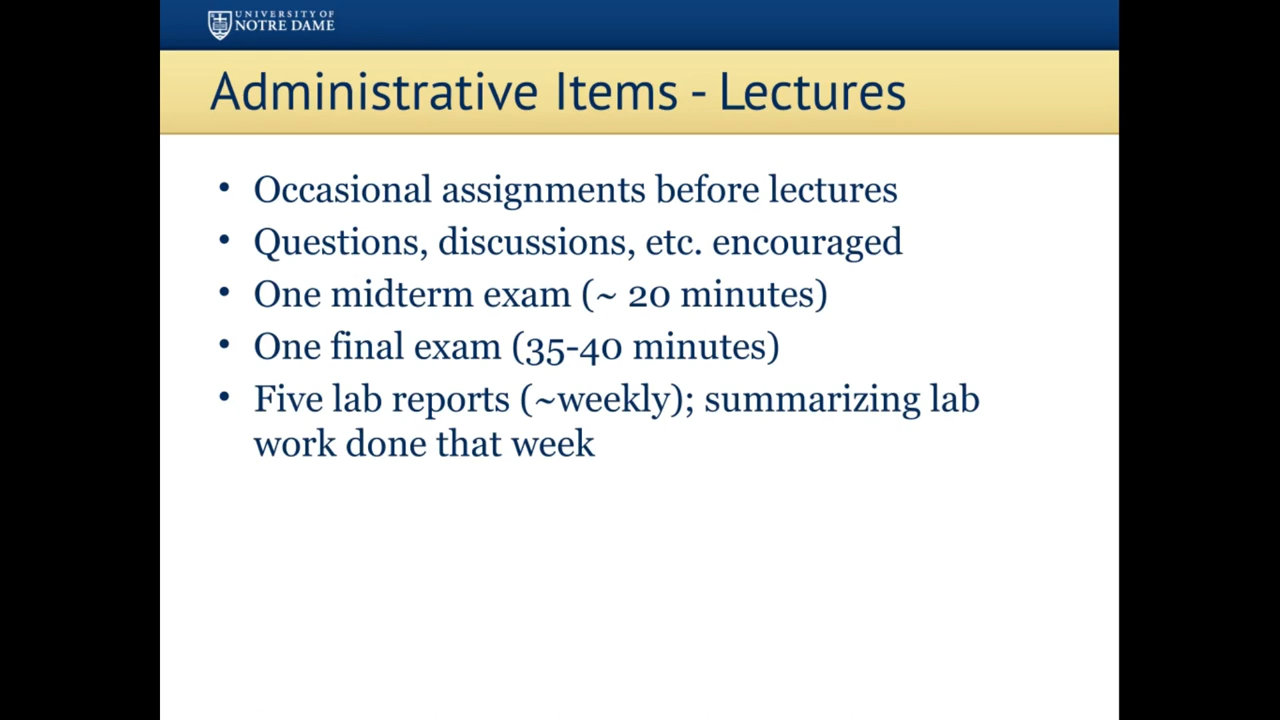 UNIVERSITY OF
NOTRE DAME
Administrative Items - Lectures
• Occasional assignments before lectures
• Questions, discussions, etc. encouraged
• One midterm exam (~ 20 minutes)
• One final exam (35-40 minutes)
• Five lab reports (~weekly); summarizing lab
work done that week